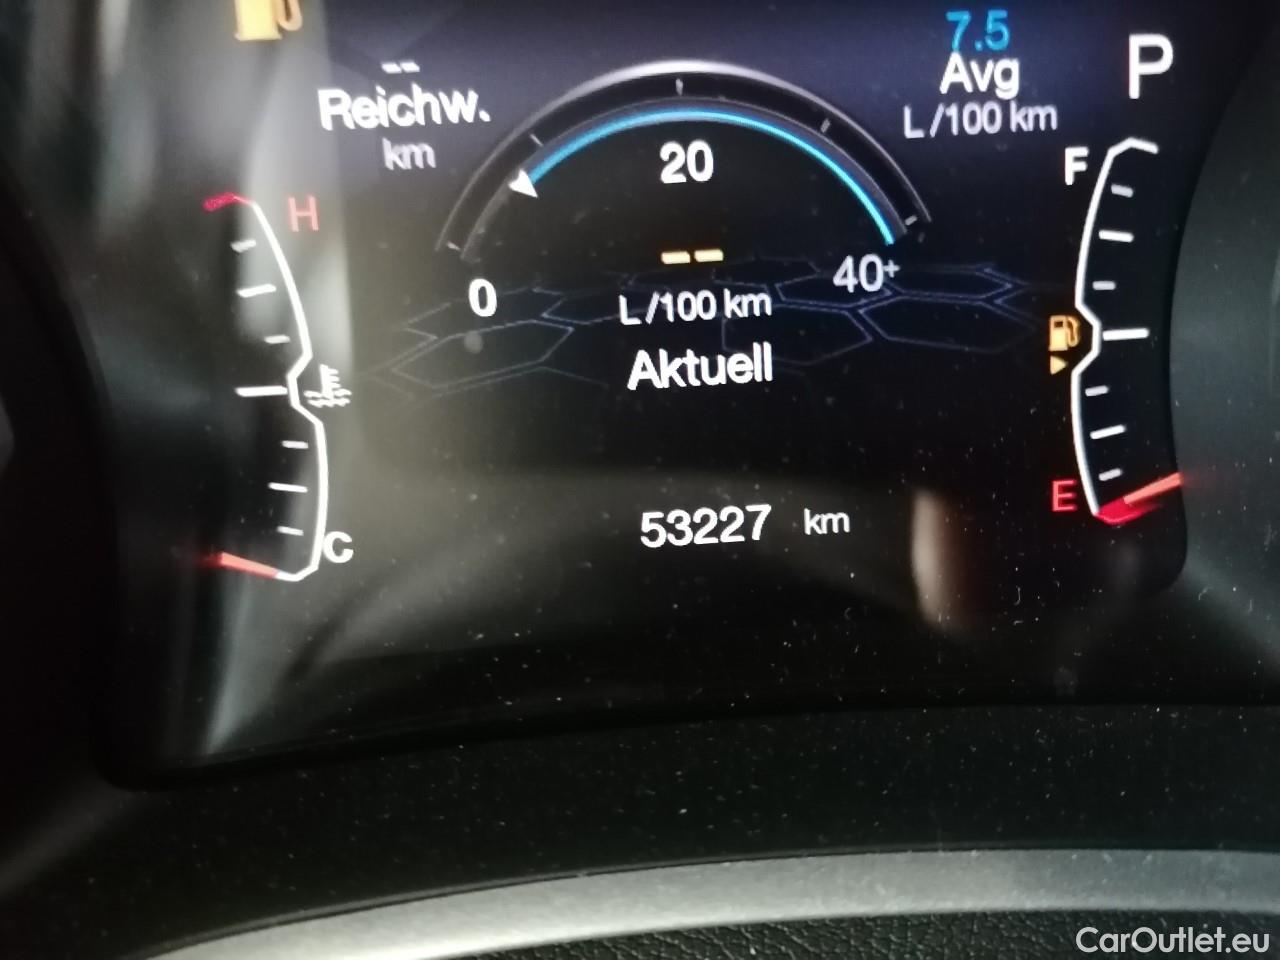 7.5
Avg
L/100 km
P
--
Reichw.
km
H
C
0
20
40+
--
L/100 km
Aktuell
F
E
53227 km
CarOutlet.eu